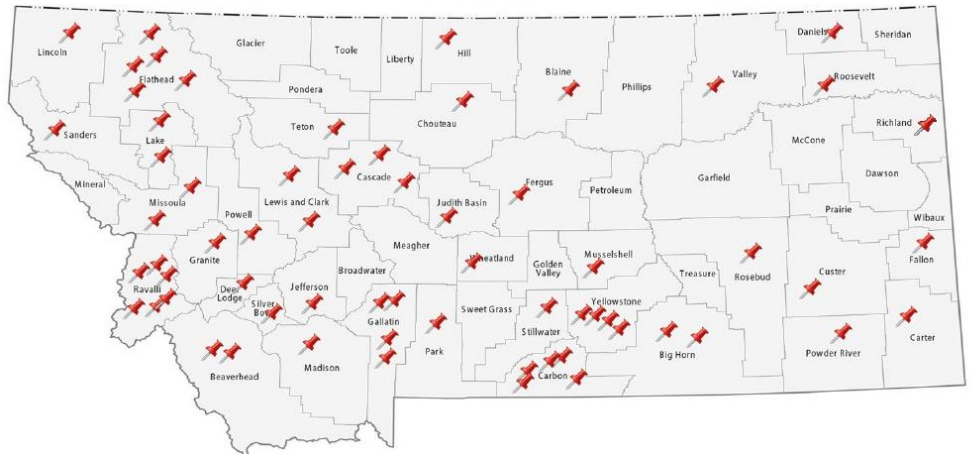 Lincoln
Flathead
Glacier
Toole
Liberty
Hill
Blaine
Phillips
Valley
Daniels
Sheridan
Roosevelt
Pondera
Chouteau
Teton
Sanders
Lake
Richland
McCone
Dawson
Garfield
Mineral
Missoula
Powell
Lewis and Clark
Cascade
Judith Basin
Fergus
Petroleum
Prairie
Wibaux
Granite
Meagher
Wheatland
Golden
Valley
Musselshell
Treasure
Rosebud
Custer
Fallon
Ravalli
Deer
Lodge
Silver
Bow
Jefferson
Broadwater
Gallatin
Park
Sweet Grass
Stillwater
Yellowstone
Big Horn
Powder River
Carter
Beaverhead
Madison
Carbon